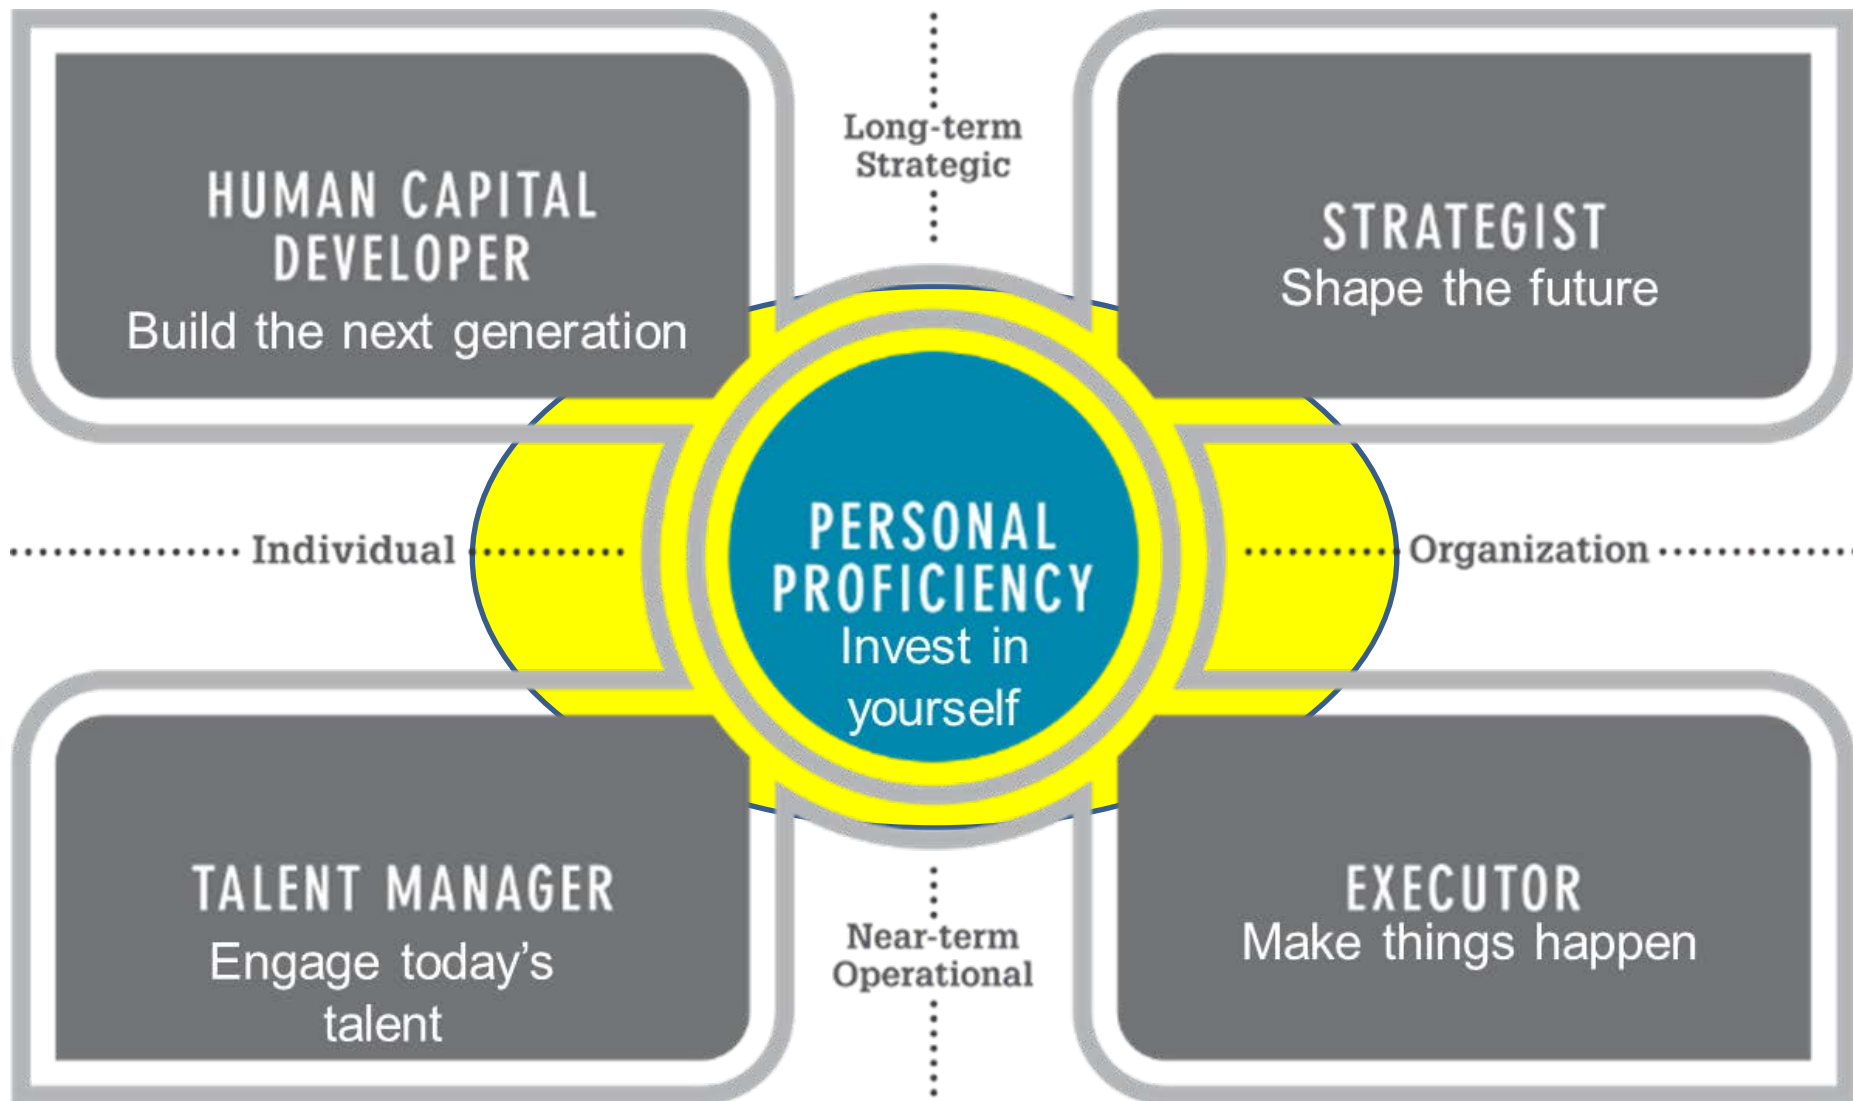 HUMAN CAPITAL
DEVELOPER
Build the next generation
Long-term
Strategic
STRATEGIST
Shape the future
Individual
PERSONAL
PROFICIENCY
Invest in
yourself
Organization
TALENT MANAGER
Engage today’s
talent
Near-term
Operational
EXECUTOR
Make things happen